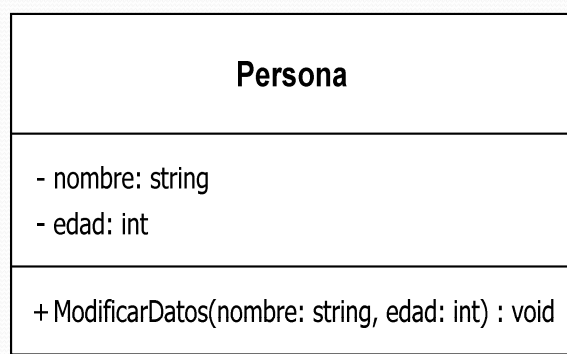 Persona
- nombre: string
- edad: int
+ ModificarDatos(nombre: string, edad: int) : void